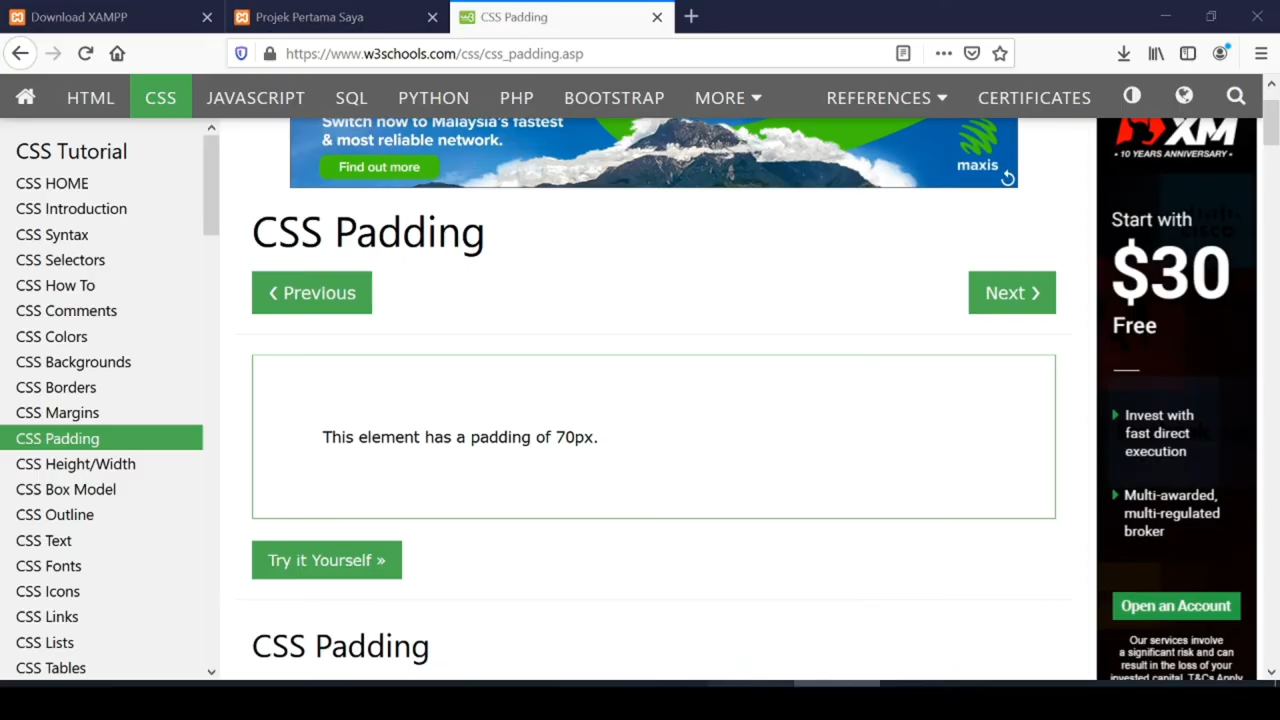 Download XAMPP
Projek Pertama Saya
CSS Padding
https://www.w3schools.com/css/css_padding.asp
HTML
CSS
JAVASCRIPT
SQL
PYTHON
PHP
BOOTSTRAP
MORE
REFERENCES
CERTIFICATES
CSS Tutorial
CSS HOME
CSS Introduction
CSS Syntax
CSS Selectors
CSS How To
CSS Comments
CSS Colors
CSS Backgrounds
CSS Borders
CSS Margins
CSS Padding
CSS Height/Width
CSS Box Model
CSS Outline
CSS Text
CSS Fonts
CSS Icons
CSS Links
CSS Lists
CSS Tables
Switch now to Malaysia's fastest
& most reliable network.
Find out more
maxis
CSS Padding
❮ Previous
Next ❯
This element has a padding of 70px.
Try it Yourself »
CSS Padding
XM
• 10 YEARS ANNIVERSARY •
Start with
$30
Free
Invest with
fast direct
execution
Multi-awarded,
multi-regulated
broker
Open an Account
Our services involve
a significant risk and can
result in the loss of your
invested capital. T&Cs Apply